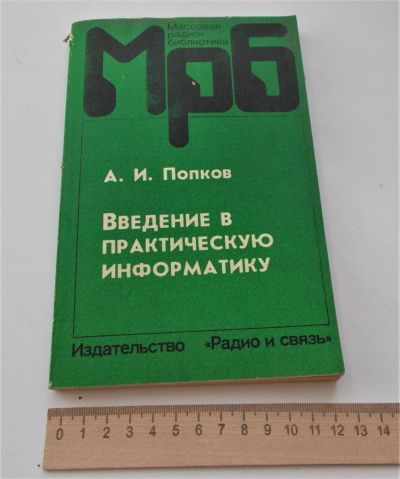 Массовая
радио-
библиотека
Мрб
А. И. Попков
Введение в
практическую
информатику
Издательство «Радио и связь»
0 1 2 3 4 5 6 7 8 9 10 11 12 13 14